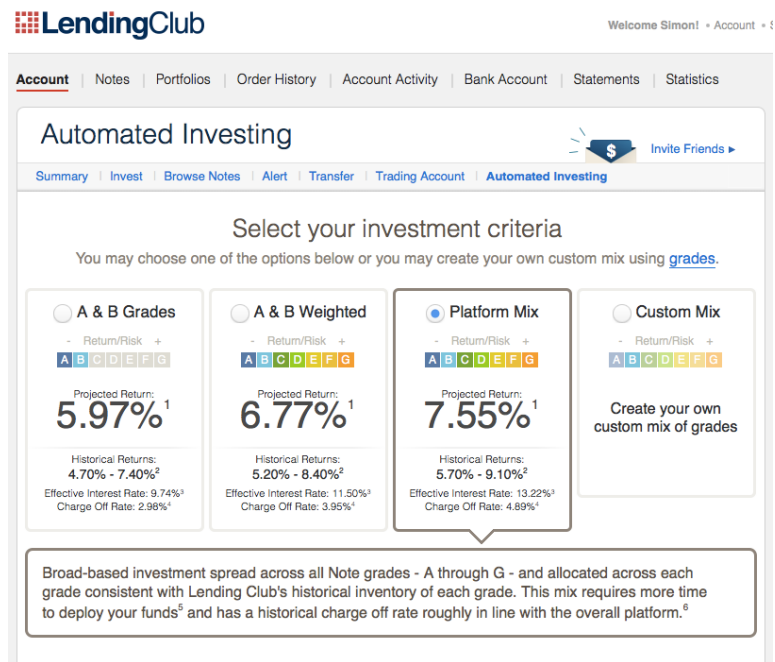 LendingClub
Welcome Simon! • Account •
Account | Notes | Portfolios | Order History | Account Activity | Bank Account | Statements | Statistics
Automated Investing
$
Invite Friends ▸
Summary | Invest | Browse Notes | Alert | Transfer | Trading Account | Automated Investing
Select your investment criteria
You may choose one of the options below or you may create your own custom mix using grades.
A & B Grades
- Return/Risk +
A B C D E F G
Projected Return:
5.97%¹
Historical Returns:
4.70% - 7.40%²
Effective Interest Rate: 9.74%³
Charge Off Rate: 2.98%⁴
A & B Weighted
- Return/Risk +
A B C D E F G
Projected Return:
6.77%¹
Historical Returns:
5.20% - 8.40%²
Effective Interest Rate: 11.50%³
Charge Off Rate: 3.95%⁴
Platform Mix
- Return/Risk +
A B C D E F G
Projected Return:
7.55%¹
Historical Returns:
5.70% - 9.10%²
Effective Interest Rate: 13.22%³
Charge Off Rate: 4.89%⁴
Custom Mix
- Return/Risk +
A B C D E F G
Create your own
custom mix of grades
Broad-based investment spread across all Note grades - A through G - and allocated across each
grade consistent with Lending Club's historical inventory of each grade. This mix requires more time
to deploy your funds⁵ and has a historical charge off rate roughly in line with the overall platform.⁶